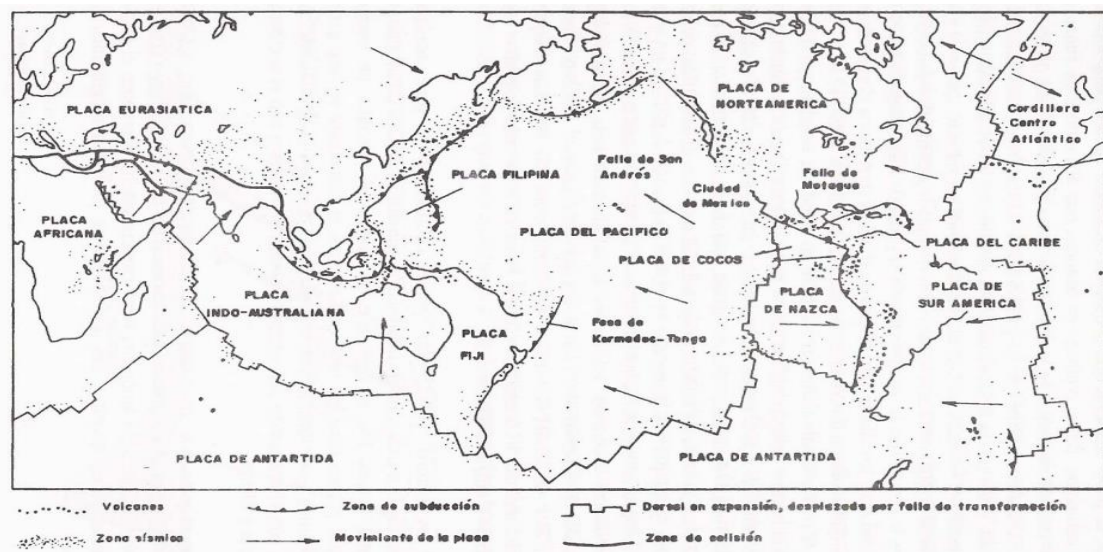 PLACA EURASIATICA
PLACA DE
NORTEAMERICA
Cordillera
Centro
Atlántico
PLACA FILIPINA
Falla de San
Andrés
Ciudad
de Mexico
Falla de
Motagua
PLACA
AFRICANA
PLACA DEL PACIFICO
PLACA DEL CARIBE
PLACA DE COCOS
PLACA
INDO-AUSTRALIANA
PLACA
DE NAZCA
PLACA DE
SUR AMERICA
PLACA
FIJI
Fosa de
Kermadec-Tonga
PLACA DE ANTARTIDA
PLACA DE ANTARTIDA
Volcanes
Zona de subducción
Dorsal en expansión, desplazada por falla de transformación
Zona sísmica
Movimiento de la placa
Zona de colisión